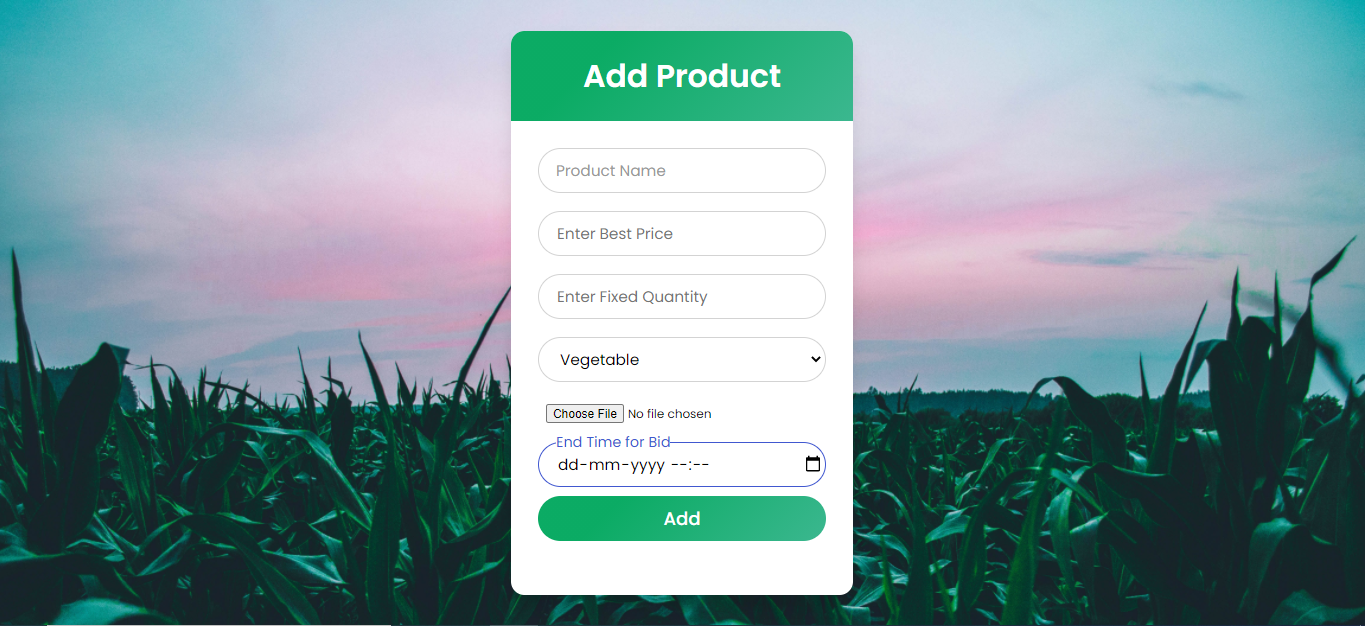 Add Product
Product Name
Enter Best Price
Enter Fixed Quantity
Vegetable
Choose File No file chosen
End Time for Bid
dd-mm-yyyy --:--
Add